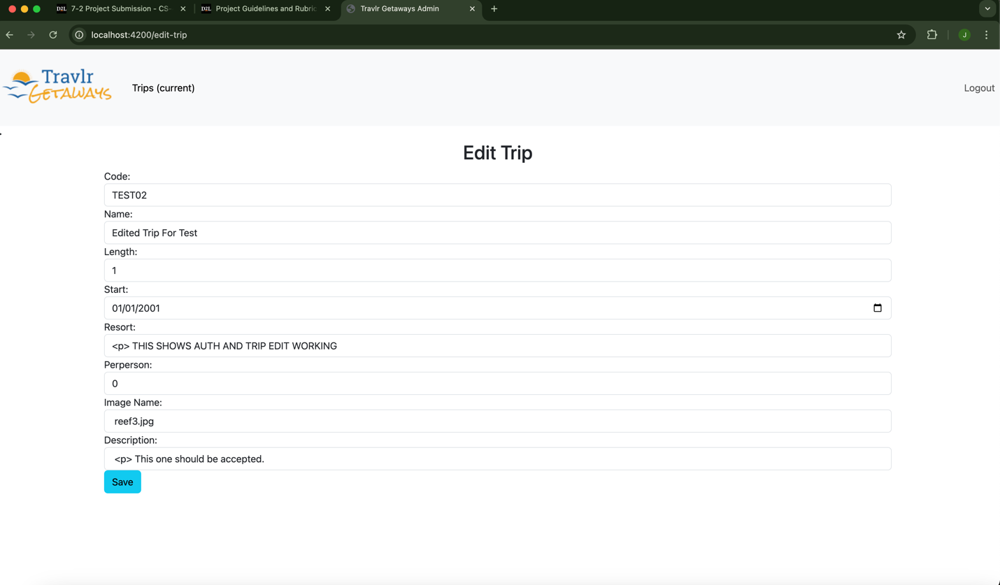 D2L 7-2 Project Submission - CS-
D2L Project Guidelines and Rubric
Travlr Getaways Admin
localhost:4200/edit-trip
J
Travlr
GETAWAYS
Trips (current)
Logout
Edit Trip
Code:
TEST02
Name:
Edited Trip For Test
Length:
1
Start:
01/01/2001
Resort:
<p> THIS SHOWS AUTH AND TRIP EDIT WORKING
Perperson:
0
Image Name:
reef3.jpg
Description:
<p> This one should be accepted.
Save